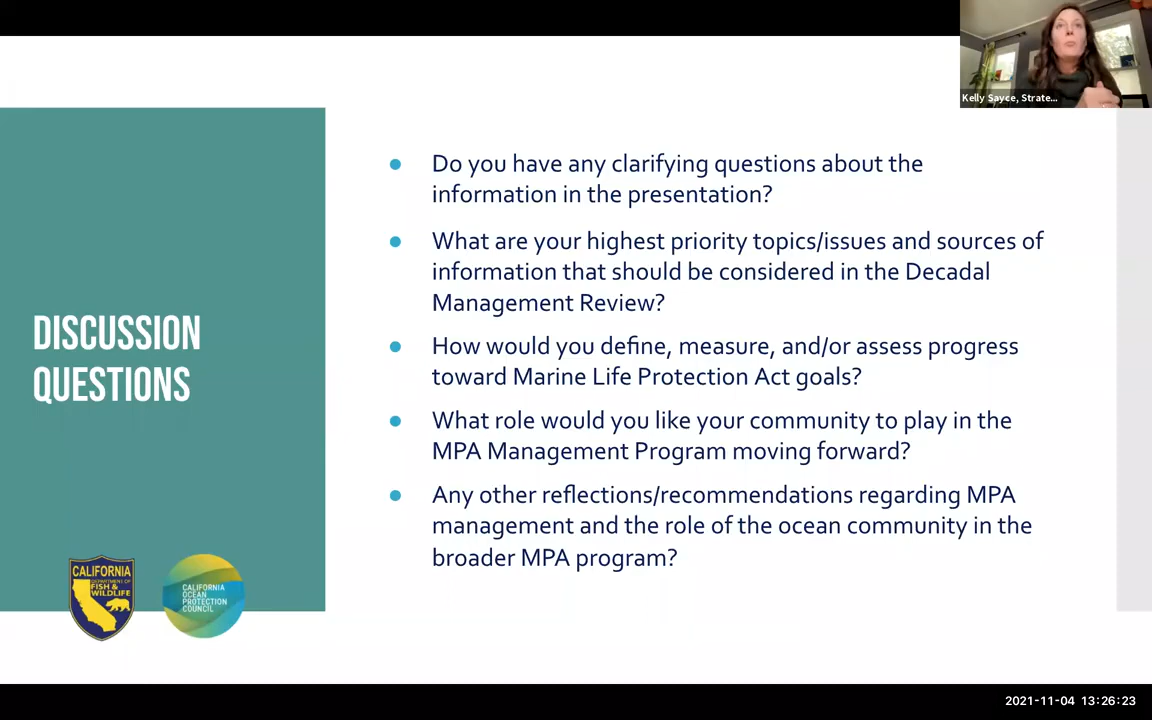 Kelly Sayce, Strate...
DISCUSSION
QUESTIONS
● Do you have any clarifying questions about the
information in the presentation?
● What are your highest priority topics/issues and sources of
information that should be considered in the Decadal
Management Review?
● How would you define, measure, and/or assess progress
toward Marine Life Protection Act goals?
● What role would you like your community to play in the
MPA Management Program moving forward?
● Any other reflections/recommendations regarding MPA
management and the role of the ocean community in the
broader MPA program?
CALIFORNIA
DEPARTMENT OF
FISH &
WILDLIFE
CALIFORNIA
OCEAN
PROTECTION
COUNCIL
2021-11-04 13:26:23